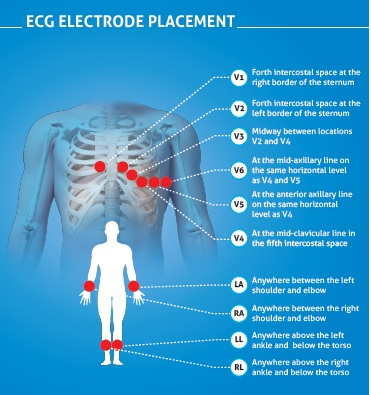 ECG ELECTRODE PLACEMENT
V1 Forth intercostal space at the
right border of the sternum
V2 Forth intercostal space at the
left border of the sternum
V3 Midway between locations
V2 and V4
V6 At the mid-axillary line on
the same horizontal level
as V4 and V5
V5 At the anterior axillary line
on the same horizontal
level as V4
V4 At the mid-clavicular line in
the fifth intercostal space
LA Anywhere between the left
shoulder and elbow
RA Anywhere between the right
shoulder and elbow
LL Anywhere above the left
ankle and below the torso
RL Anywhere above the right
ankle and below the torso